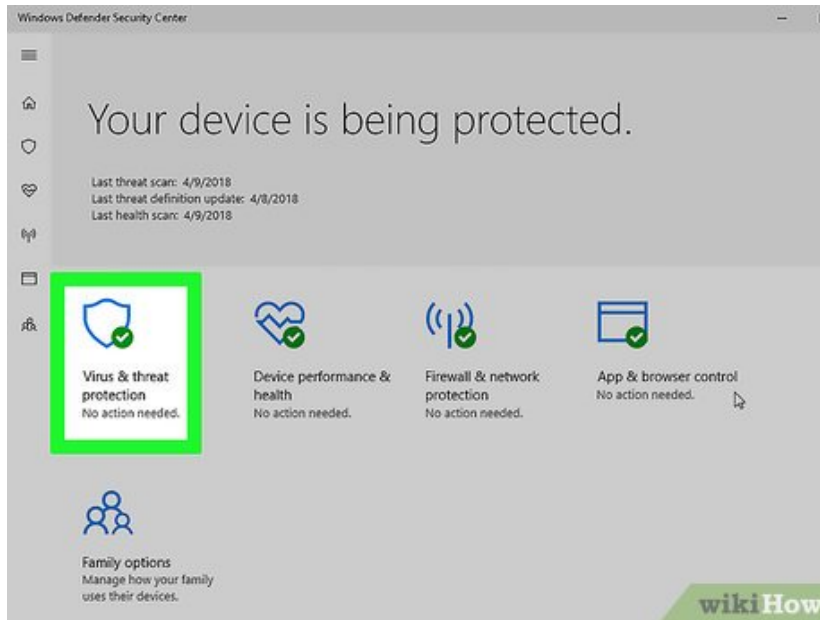 Windows Defender Security Center
Your device is being protected.
Last threat scan: 4/9/2018
Last threat definition update: 4/8/2018
Last health scan: 4/9/2018
Virus & threat
protection
No action needed.
Device performance &
health
No action needed.
Firewall & network
protection
No action needed.
App & browser control
No action needed.
Family options
Manage how your family
uses their devices.
wikiHow